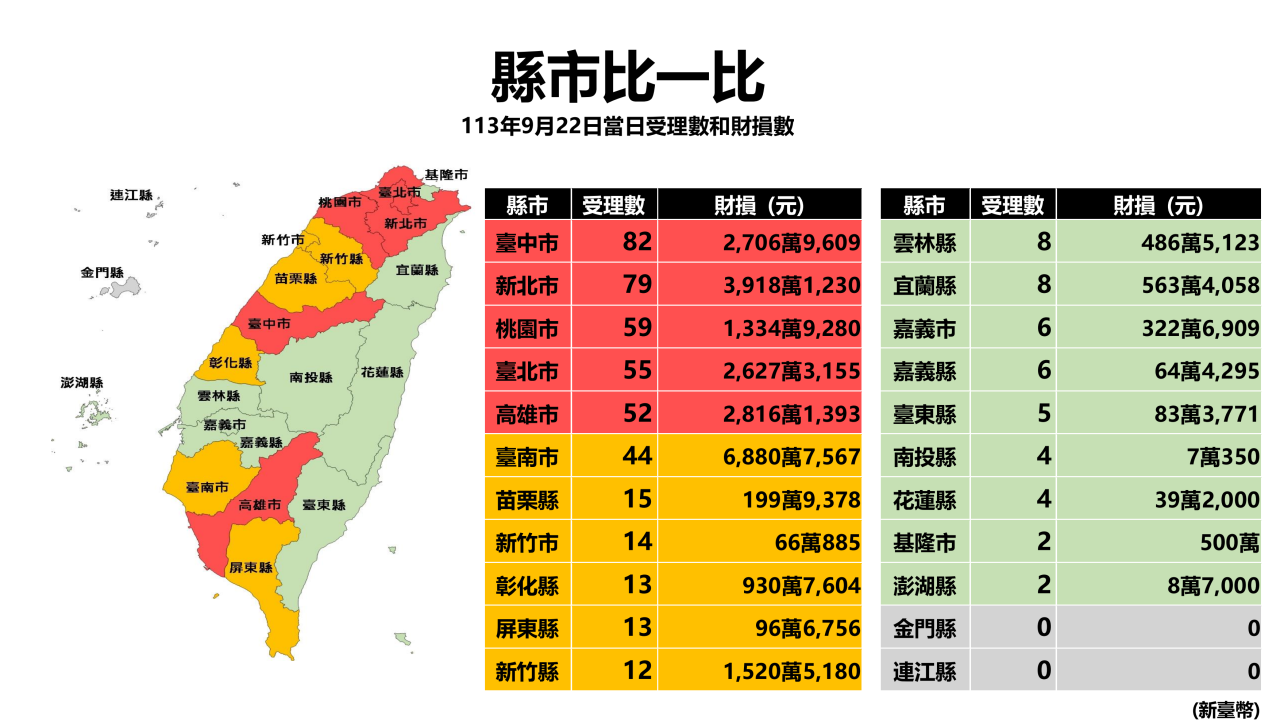 縣市比一比
113年9月22日當日受理數和財損數
基隆市
連江縣
臺北市
桃園市
新北市
新竹市
新竹縣
金門縣
宜蘭縣
苗栗縣
臺中市
彰化縣
南投縣
花蓮縣
澎湖縣
雲林縣
嘉義市
嘉義縣
臺南市
高雄市
臺東縣
屏東縣
縣市 受理數 財損 (元)
臺中市 82 2,706萬9,609
新北市 79 3,918萬1,230
桃園市 59 1,334萬9,280
臺北市 55 2,627萬3,155
高雄市 52 2,816萬1,393
臺南市 44 6,880萬7,567
苗栗縣 15 199萬9,378
新竹市 14 66萬885
彰化縣 13 930萬7,604
屏東縣 13 96萬6,756
新竹縣 12 1,520萬5,180
縣市 受理數 財損 (元)
雲林縣 8 486萬5,123
宜蘭縣 8 563萬4,058
嘉義市 6 322萬6,909
嘉義縣 6 64萬4,295
臺東縣 5 83萬3,771
南投縣 4 7萬350
花蓮縣 4 39萬2,000
基隆市 2 500萬
澎湖縣 2 8萬7,000
金門縣 0 0
連江縣 0 0
(新臺幣)